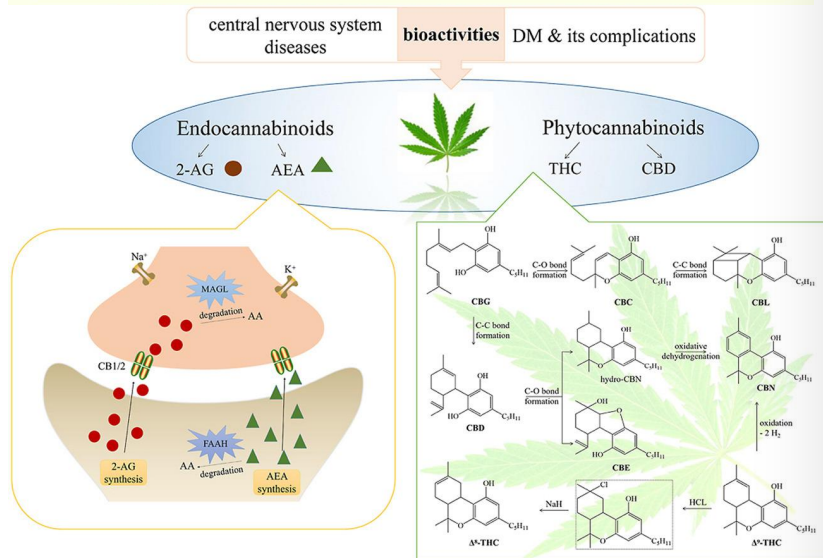 central nervous system
diseases
bioactivities
DM & its complications
Endocannabinoids
Phytocannabinoids
2-AG
AEA
THC
CBD
Na⁺
K⁺
MAGL
degradation
AA
CB1/2
FAAH
AA
degradation
2-AG
synthesis
AEA
synthesis
OH
HO
C₅H₁₁
CBG
C-O bond
formation
OH
O
C₅H₁₁
CBC
C-C bond
formation
OH
O
C₅H₁₁
CBL
C-C bond
formation
OH
HO
C₅H₁₁
CBD
C-O bond
formation
OH
O
C₅H₁₁
hydro-CBN
oxidative
dehydrogenation
OH
O
C₅H₁₁
CBN
OH
O
HO
C₅H₁₁
CBE
oxidation
- 2 H₂
OH
O
C₅H₁₁
Δ⁹-THC
HCL
Cl
OH
O
C₅H₁₁
NaH
OH
O
C₅H₁₁
Δ⁸-THC